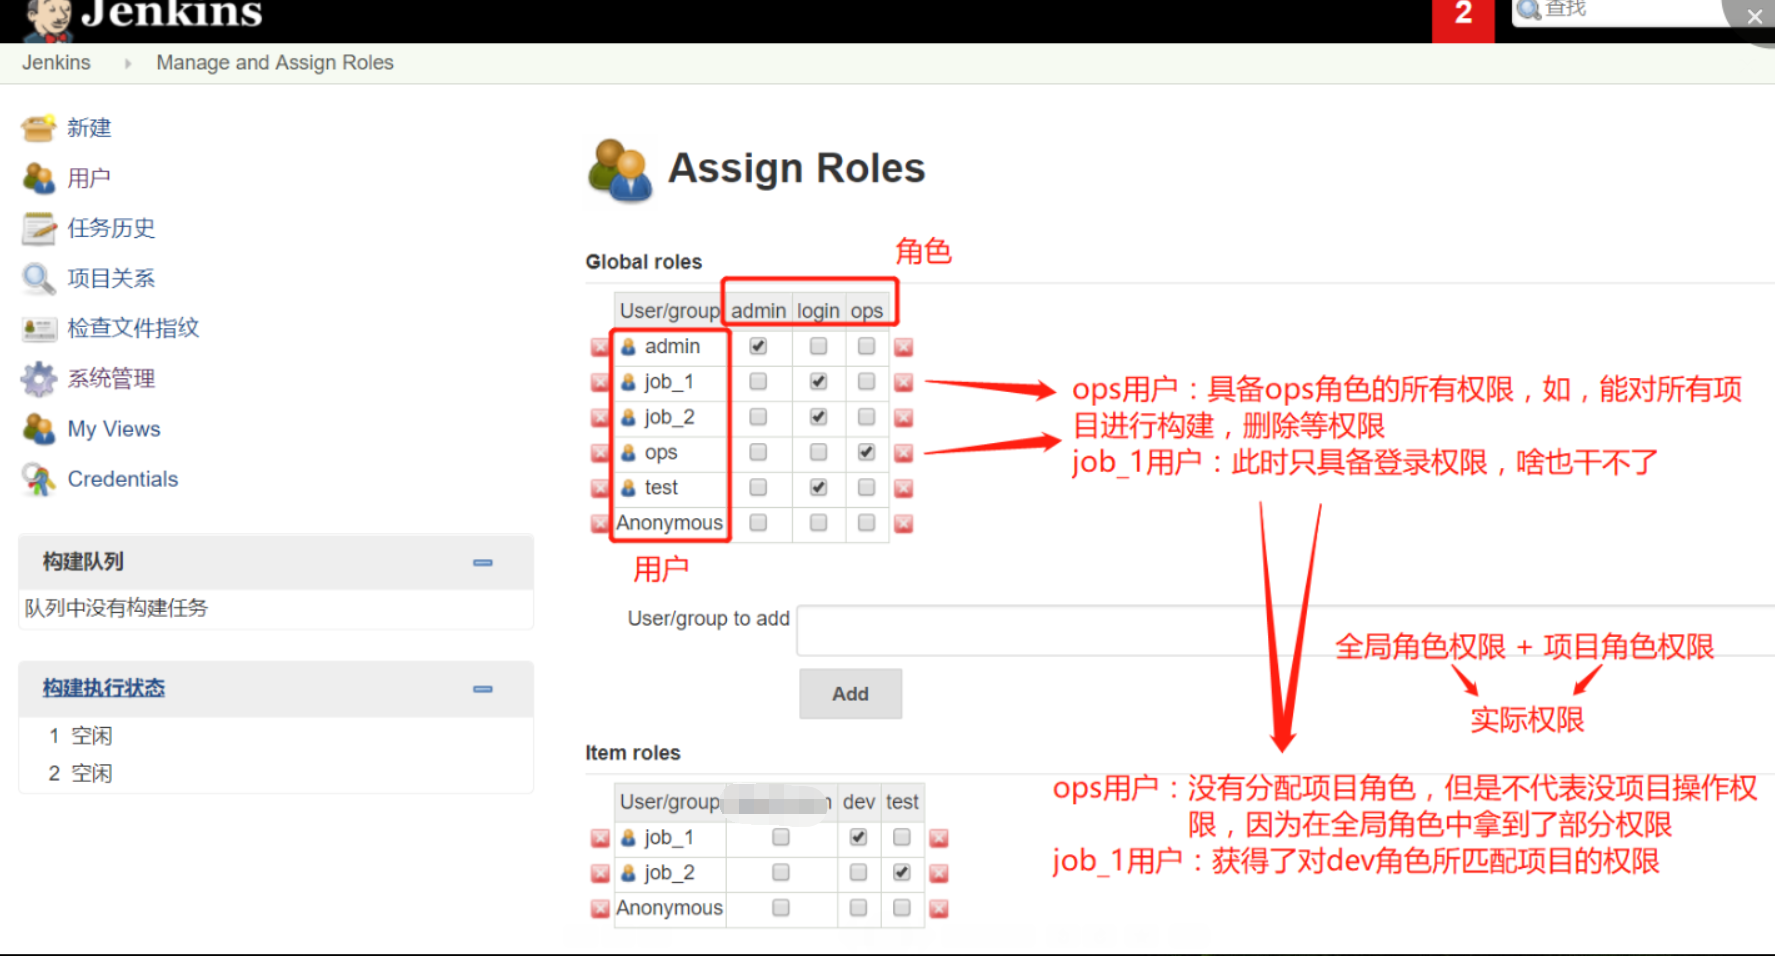 Jenkins
2
查找
Jenkins
Manage and Assign Roles
新建
用户
任务历史
项目关系
检查文件指纹
系统管理
My Views
Credentials
构建队列
队列中没有构建任务
构建执行状态
1 空闲
2 空闲
Assign Roles
角色
Global roles
User/group admin login ops
admin
job_1
job_2
ops
test
Anonymous
用户
ops用户：具备ops角色的所有权限，如，能对所有项
目进行构建，删除等权限
job_1用户：此时只具备登录权限，啥也干不了
User/group to add
Add
全局角色权限 + 项目角色权限
实际权限
Item roles
User/group dev test
job_1
job_2
Anonymous
ops用户：没有分配项目角色，但是不代表没项目操作权
限，因为在全局角色中拿到了部分权限
job_1用户：获得了对dev角色所匹配项目的权限